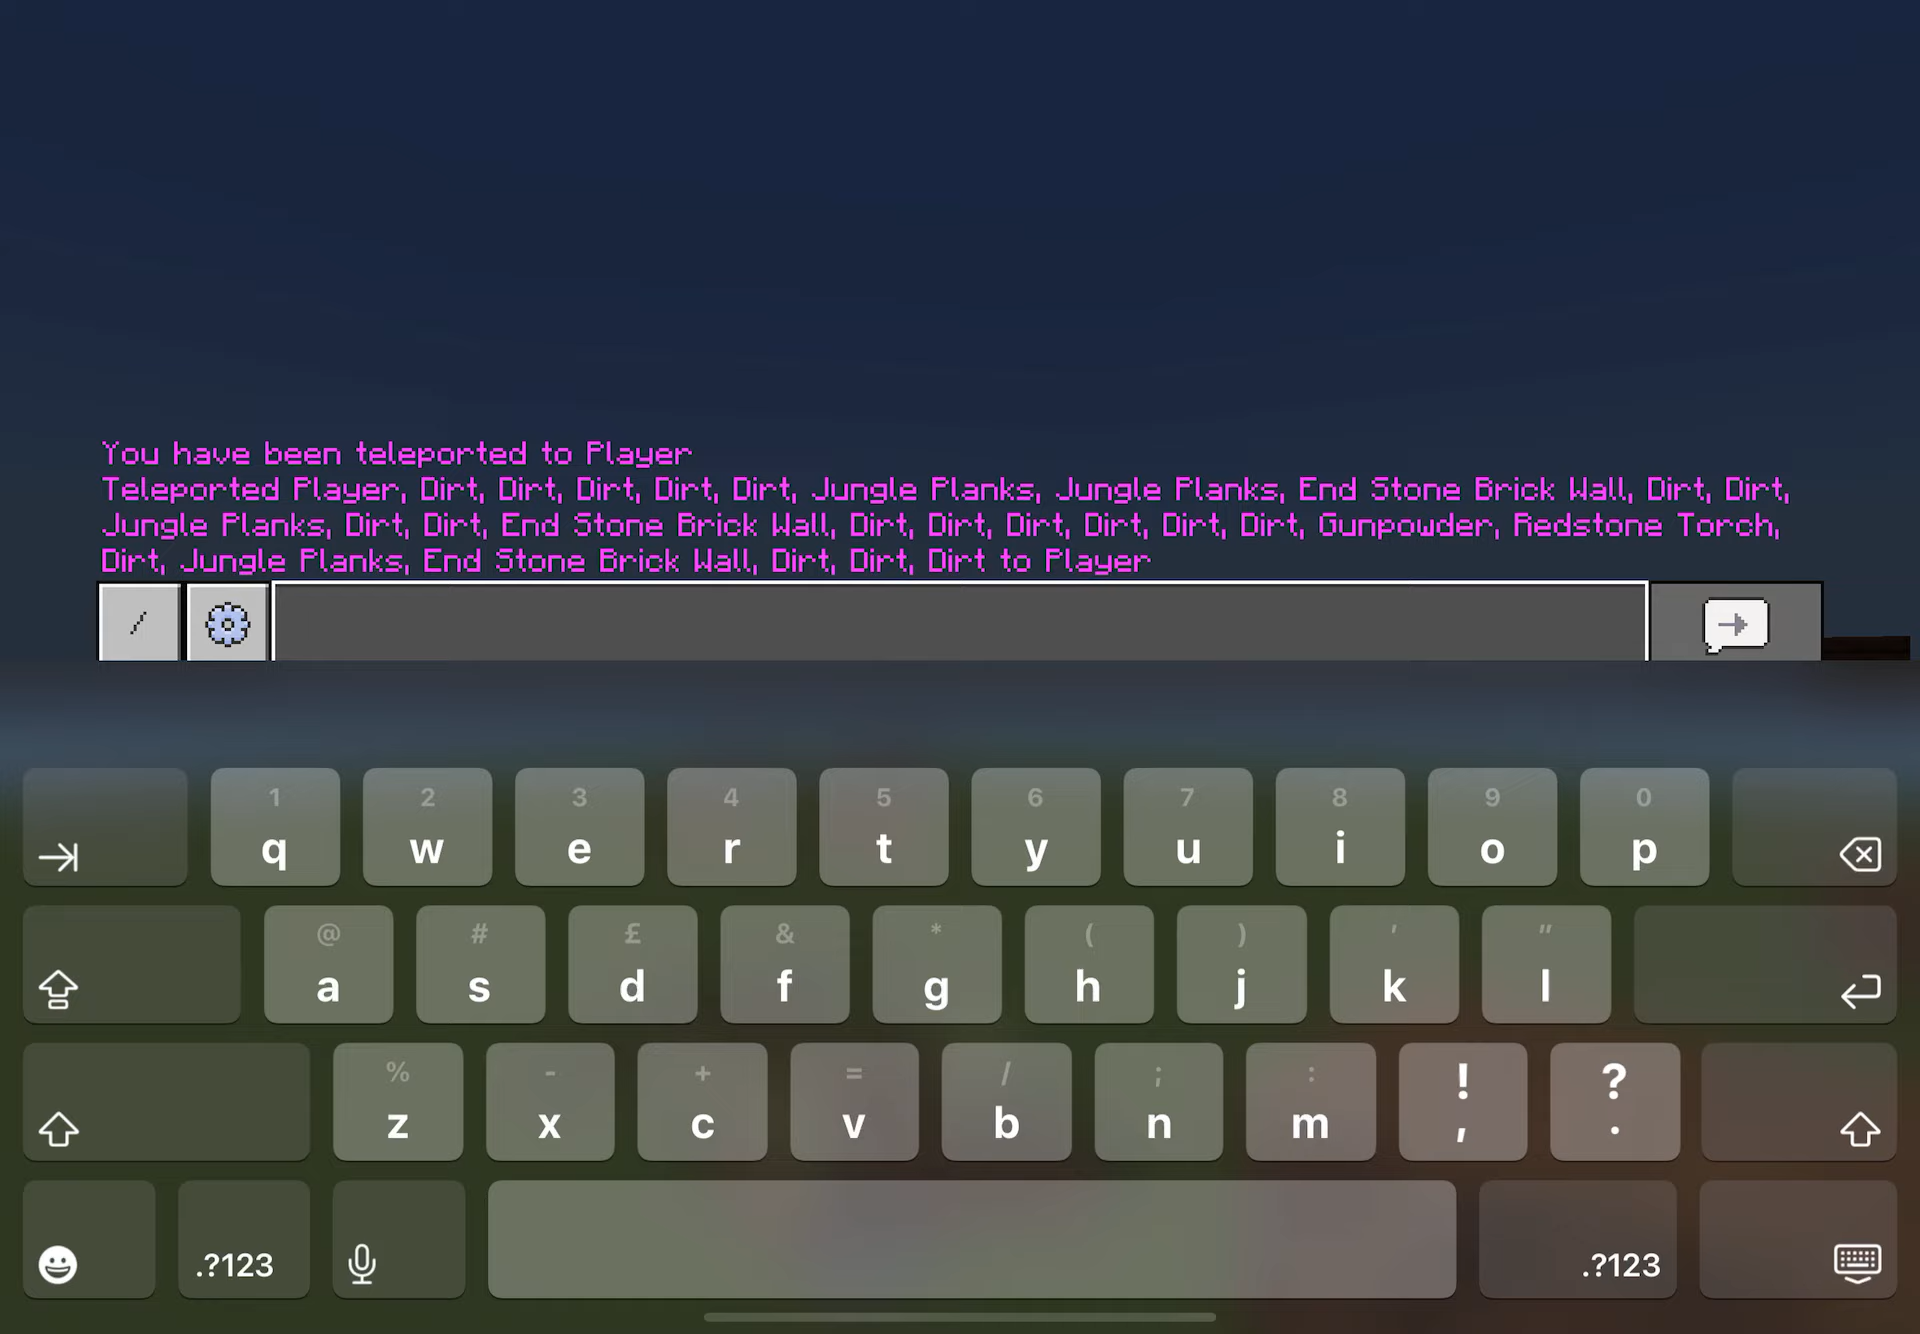 You have been teleported to Player
Teleported Player, Dirt, Dirt, Dirt, Dirt, Dirt, Jungle Planks, Jungle Planks, End Stone Brick Wall, Dirt, Dirt,
Jungle Planks, Dirt, Dirt, End Stone Brick Wall, Dirt, Dirt, Dirt, Dirt, Dirt, Dirt, Gunpowder, Redstone Torch,
Dirt, Jungle Planks, End Stone Brick Wall, Dirt, Dirt, Dirt to Player
/
1 2 3 4 5 6 7 8 9 0
q w e r t y u i o p
@ # £ & * ( ) ' "
a s d f g h j k l
% - + = / ; : ! ?
z x c v b n m , .
.?123 .?123